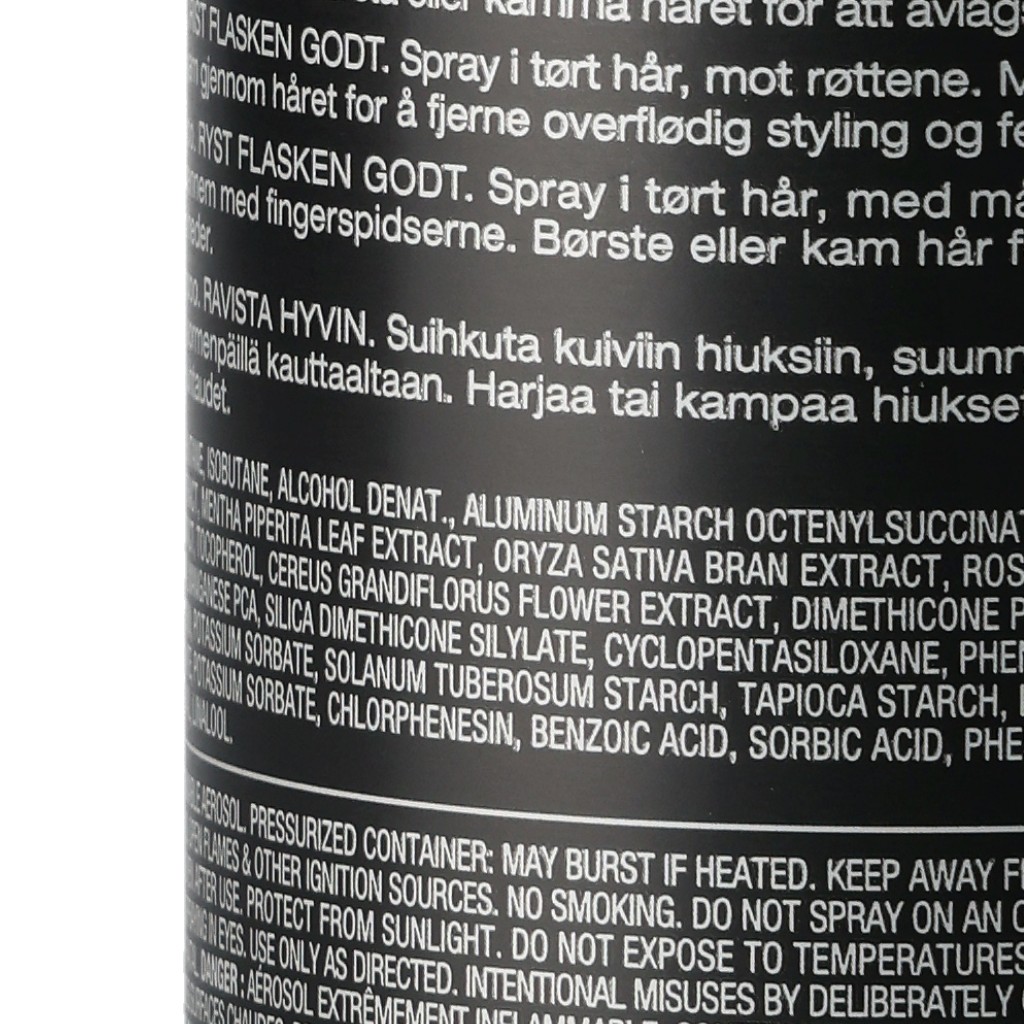 eller kamma håret för att avläg
FLASKEN GODT. Spray i tørt hår, mot røttene. M
gjennom håret for å fjerne overflødig styling og fe
RYST FLASKEN GODT. Spray i tørt hår, med
med fingerspidserne. Børste eller kam hår f
RAVISTA HYVIN. Suihkuta kuiviin hiuksiin, suunn
kauttaaltaan. Harjaa tai kampaa hiukset
ISOBUTANE, ALCOHOL DENAT., ALUMINUM STARCH OCTENYLSUCCINAT
MENTHA PIPERITA LEAF EXTRACT, ORYZA SATIVA BRAN EXTRACT, ROS
TOCOPHEROL, CEREUS GRANDIFLORUS FLOWER EXTRACT, DIMETHICONE P
PCA, SILICA DIMETHICONE SILYLATE, CYCLOPENTASILOXANE, PHEN
POTASSIUM SORBATE, SOLANUM TUBEROSUM STARCH, TAPIOCA STARCH,
POTASSIUM SORBATE, CHLORPHENESIN, BENZOIC ACID, SORBIC ACID, PHE
LINALOOL.
AEROSOL. PRESSURIZED CONTAINER: MAY BURST IF HEATED. KEEP AWAY F
FLAMES & OTHER IGNITION SOURCES. NO SMOKING. DO NOT SPRAY ON AN O
AFTER USE. PROTECT FROM SUNLIGHT. DO NOT EXPOSE TO TEMPERATURES
IN EYES. USE ONLY AS DIRECTED. INTENTIONAL MISUSES BY DELIBERATELY
DANGER : AÉROSOL EXTRÊMEMENT INFLAMMABLE.